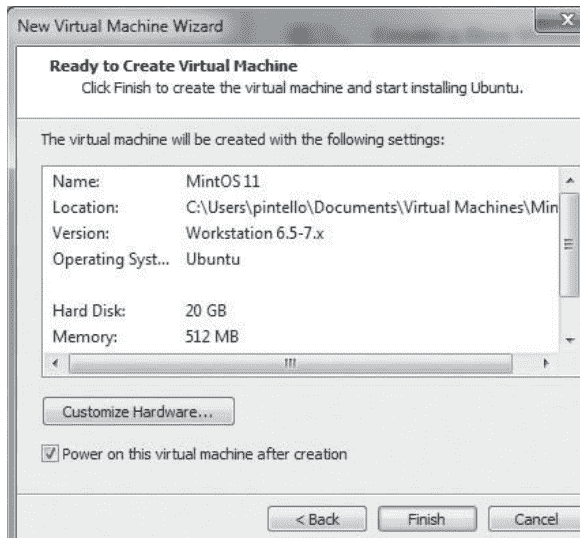 New Virtual Machine Wizard
Ready to Create Virtual Machine
Click Finish to create the virtual machine and start installing Ubuntu.
The virtual machine will be created with the following settings:
Name: MintOS 11
Location: C:\Users\pintello\Documents\Virtual Machines\Min
Version: Workstation 6.5-7.x
Operating Syst... Ubuntu
Hard Disk: 20 GB
Memory: 512 MB
Customize Hardware...
Power on this virtual machine after creation
< Back Finish Cancel